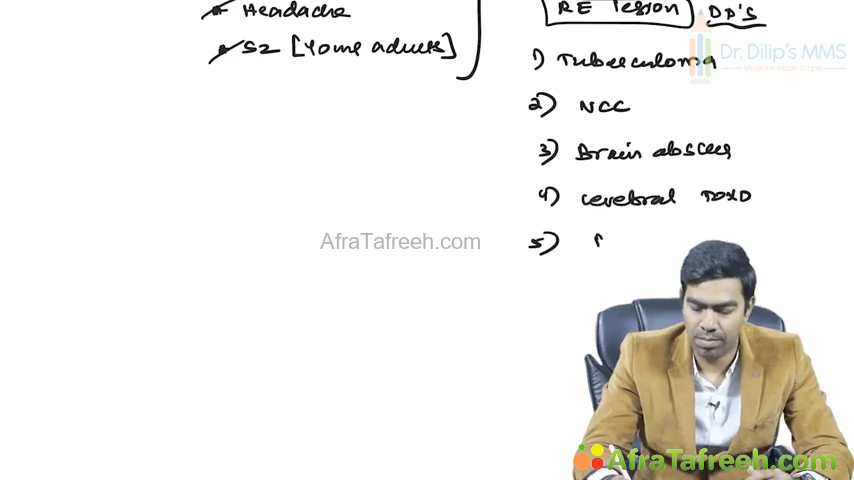 * Headache
* SZ [Young adults]
RE lesion DD's
1) Tuberculoma
2) NCC
3) Brain abscess
4) cerebral TOXO
5)
Dr. Dilip's MMS
Medicine Made Simple
AfraTafreeh.com
AfraTafreeh.com